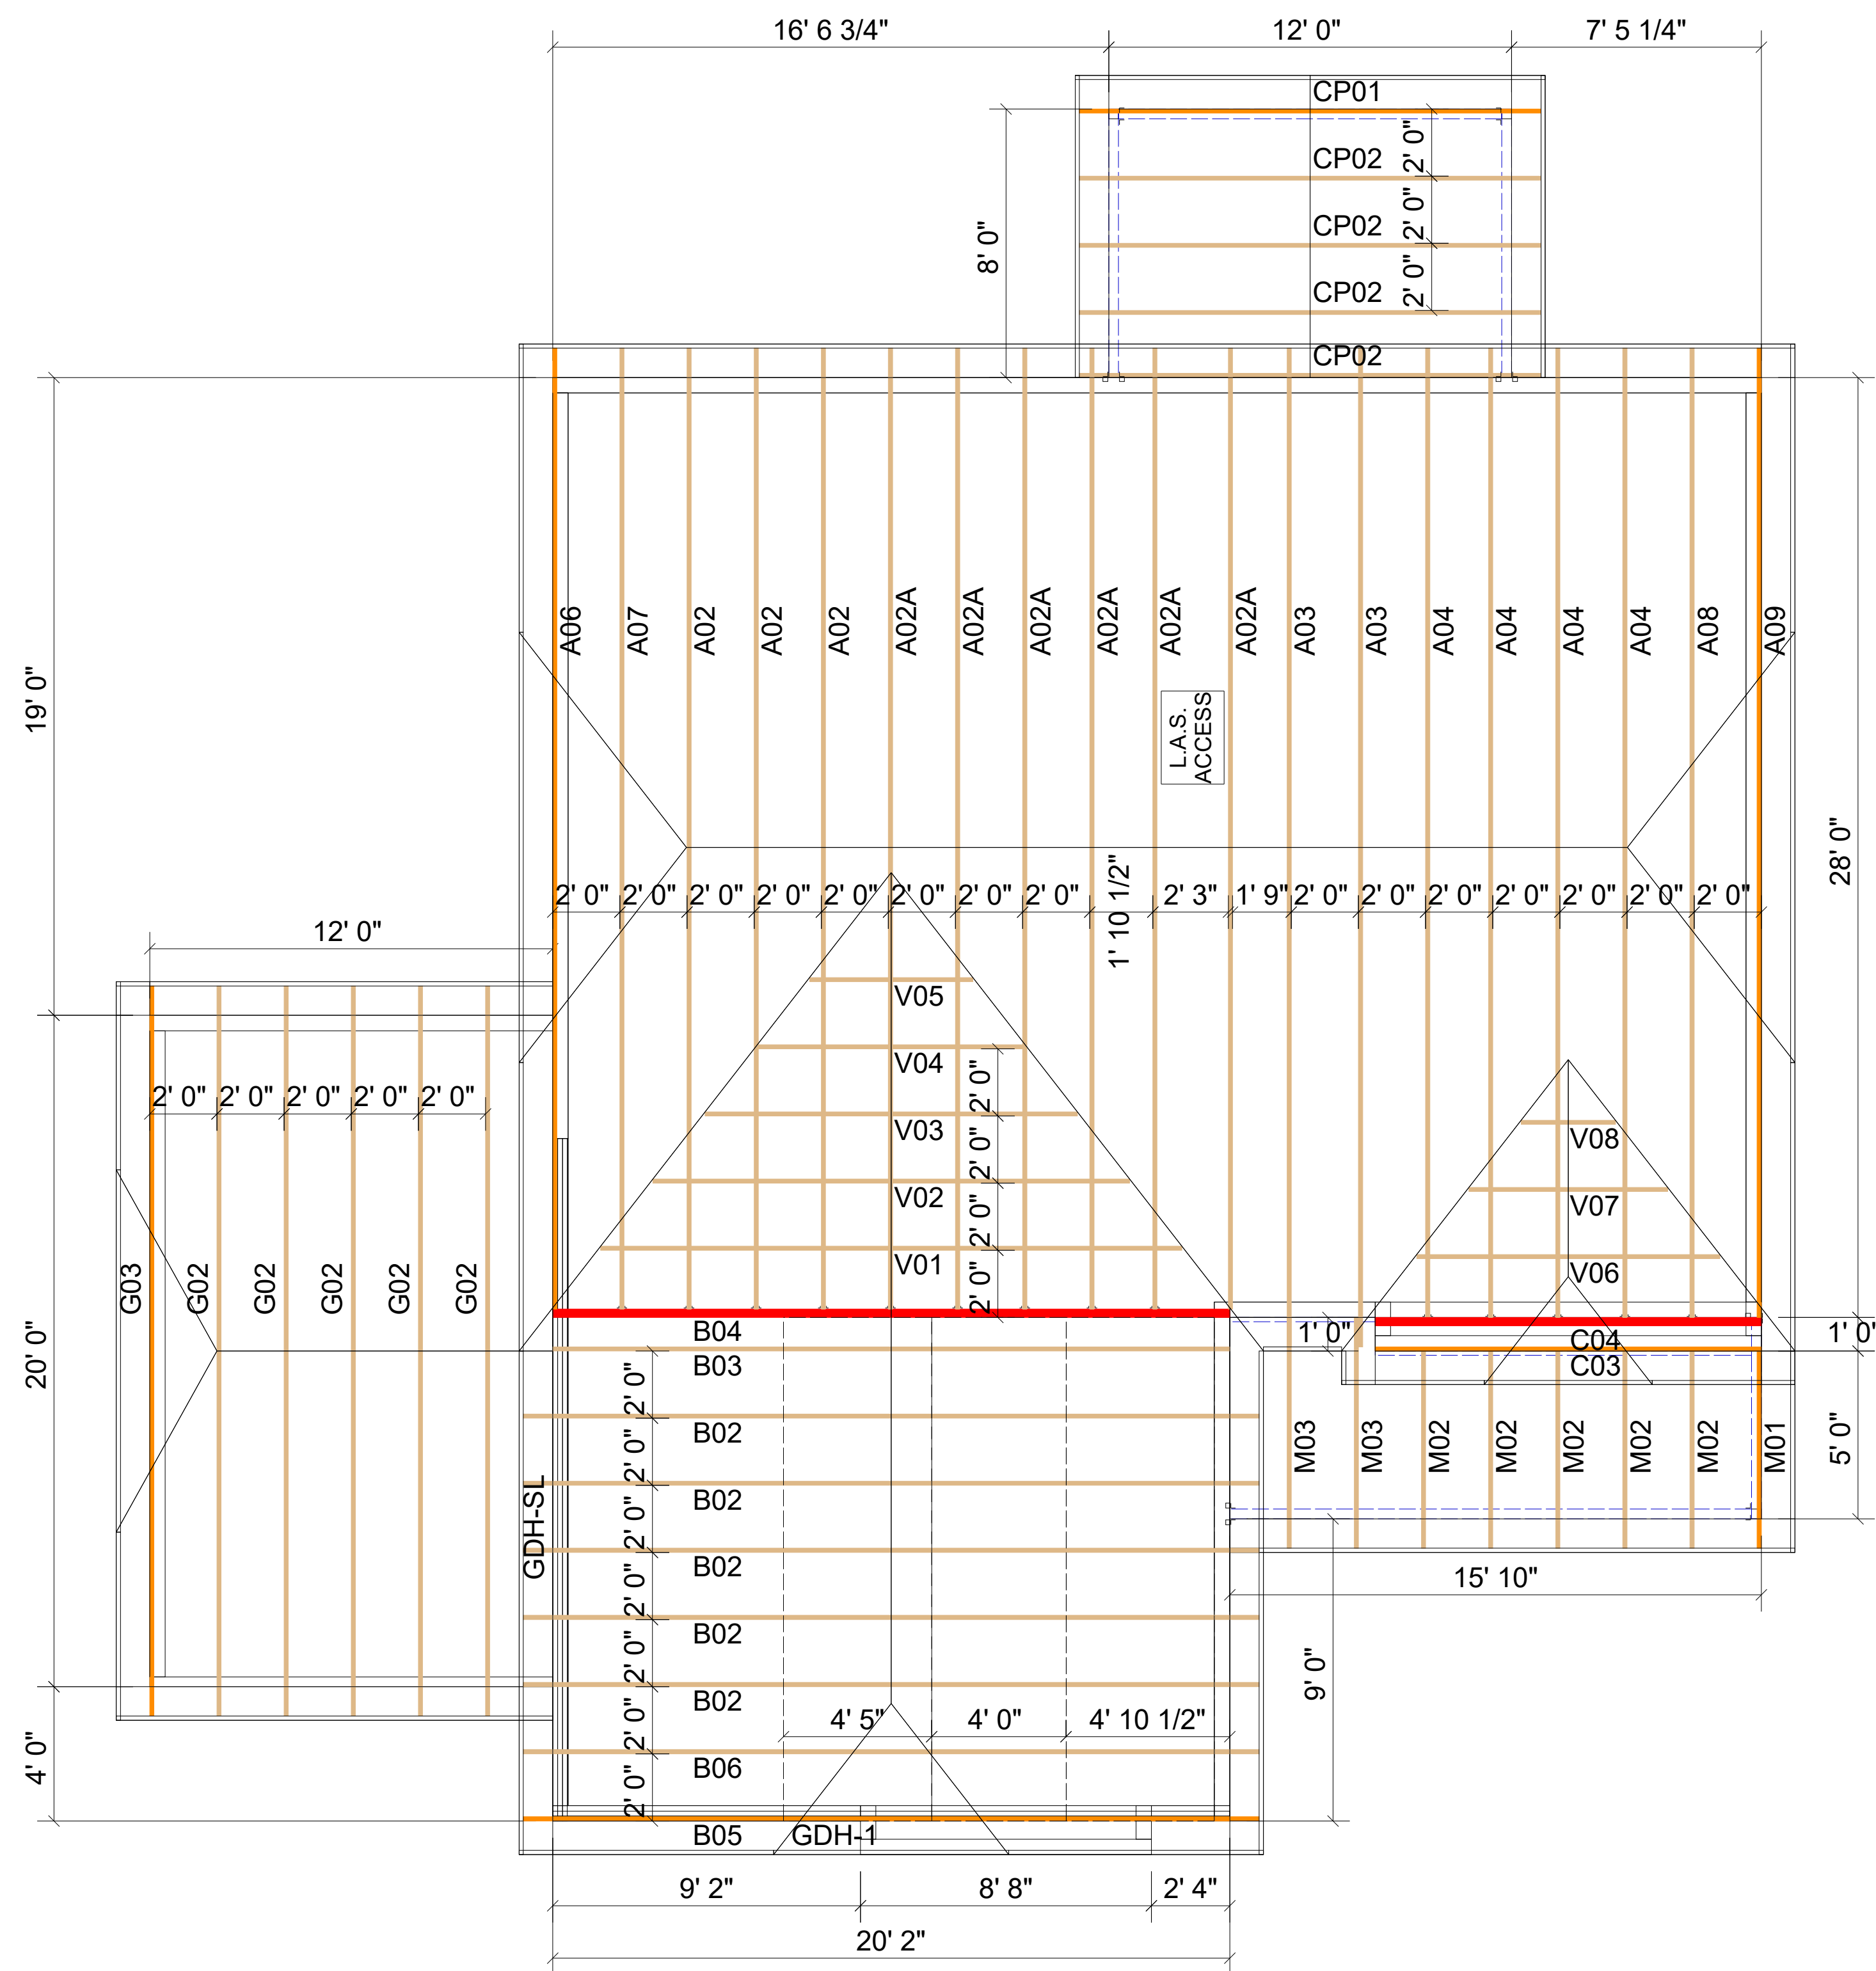 16' 6 3/4" 12' 0" 7' 5 1/4"
CP01
2' 0"
CP02
2' 0"
CP02
8' 0"
2' 0"
CP02
CP02
A06 A07 A02 A02 A02 A02A A02A A02A A02A A02A A02A A03 A03 A04 A04 A04 A04 A08 A09
19' 0"
L.A.S.
ACCESS
28' 0"
2' 0" 2' 0" 2' 0" 2' 0" 2' 0" 2' 0" 2' 0" 2' 0" 1' 10 1/2" 2' 3" 1' 9" 2' 0" 2' 0" 2' 0" 2' 0" 2' 0" 2' 0" 2' 0"
12' 0"
V05
V04
2' 0"
2' 0" 2' 0" 2' 0" 2' 0" 2' 0"
V03
V08
2' 0"
V02
V07
2' 0"
V01
V06
2' 0"
G03 G02 G02 G02 G02 G02
20' 0"
B04
1' 0"
C04
1' 0"
B03
C03
2' 0"
B02
M03 M03 M02 M02 M02 M02 M02 M01
5' 0"
2' 0"
B02
GDH-SL
2' 0"
B02
2' 0"
15' 10"
B02
2' 0"
9' 0"
B02
4' 5" 4' 0" 4' 10 1/2"
2' 0"
4' 0"
B06
2' 0"
B05 GDH-1
9' 2" 8' 8" 2' 4"
20' 2"